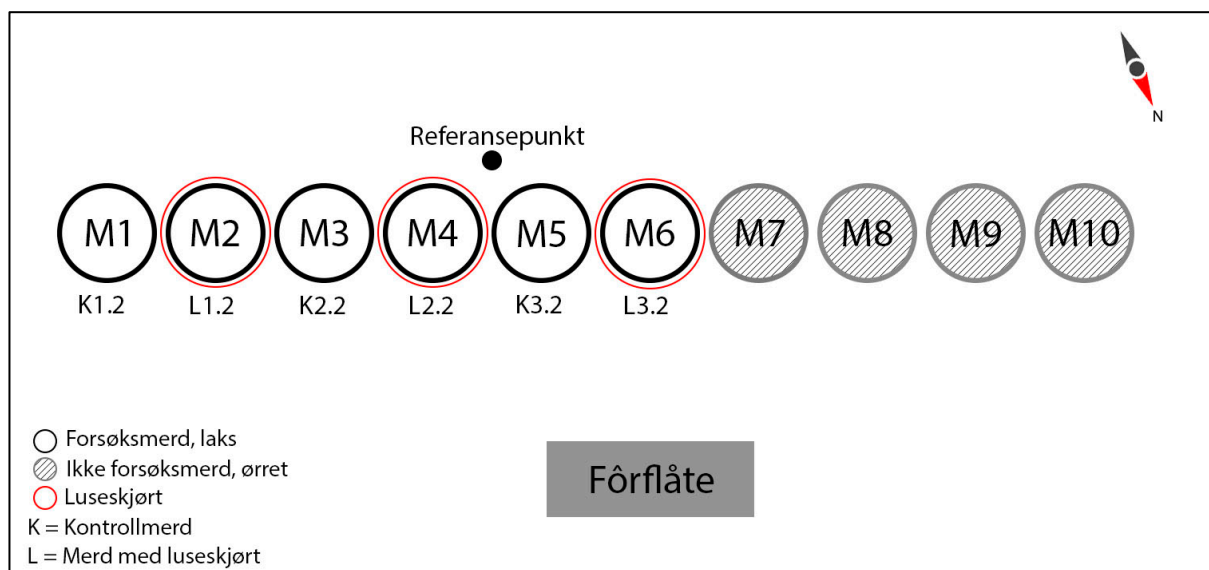 N
Referansepunkt
M1 M2 M3 M4 M5 M6 M7 M8 M9 M10
K1.2 L1.2 K2.2 L2.2 K3.2 L3.2
Forsøksmerd, laks
Ikke forsøksmerd, ørret
Luseskjørt
K = Kontrollmerd
L = Merd med luseskjørt
Fôrflåte